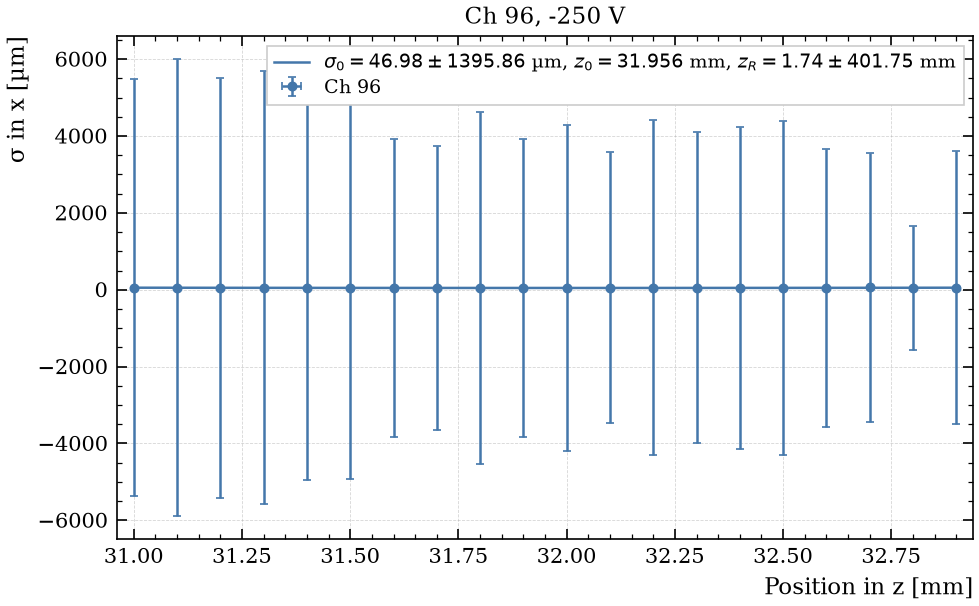 Ch 96, -250 V
σ in x [µm]
σ₀ = 46.98 ± 1395.86 µm, z₀ = 31.956 mm, z_R = 1.74 ± 401.75 mm
Ch 96
6000
4000
2000
0
−2000
−4000
−6000
31.00 31.25 31.50 31.75 32.00 32.25 32.50 32.75
Position in z [mm]